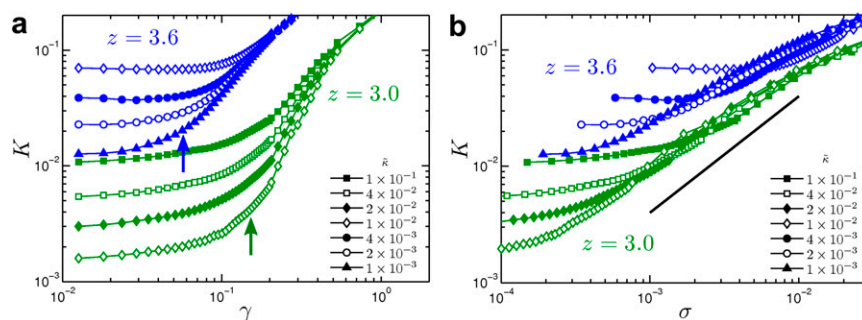 a
b
K
10⁻¹
10⁻²
10⁻³
z = 3.6
z = 3.0
κ̃
1 × 10⁻¹
4 × 10⁻²
2 × 10⁻²
1 × 10⁻²
4 × 10⁻³
2 × 10⁻³
1 × 10⁻³
10⁻²
10⁻¹
10⁰
γ
K
10⁻¹
10⁻²
10⁻³
z = 3.6
z = 3.0
κ̃
1 × 10⁻¹
4 × 10⁻²
2 × 10⁻²
1 × 10⁻²
4 × 10⁻³
2 × 10⁻³
1 × 10⁻³
10⁻⁴
10⁻³
10⁻²
σ